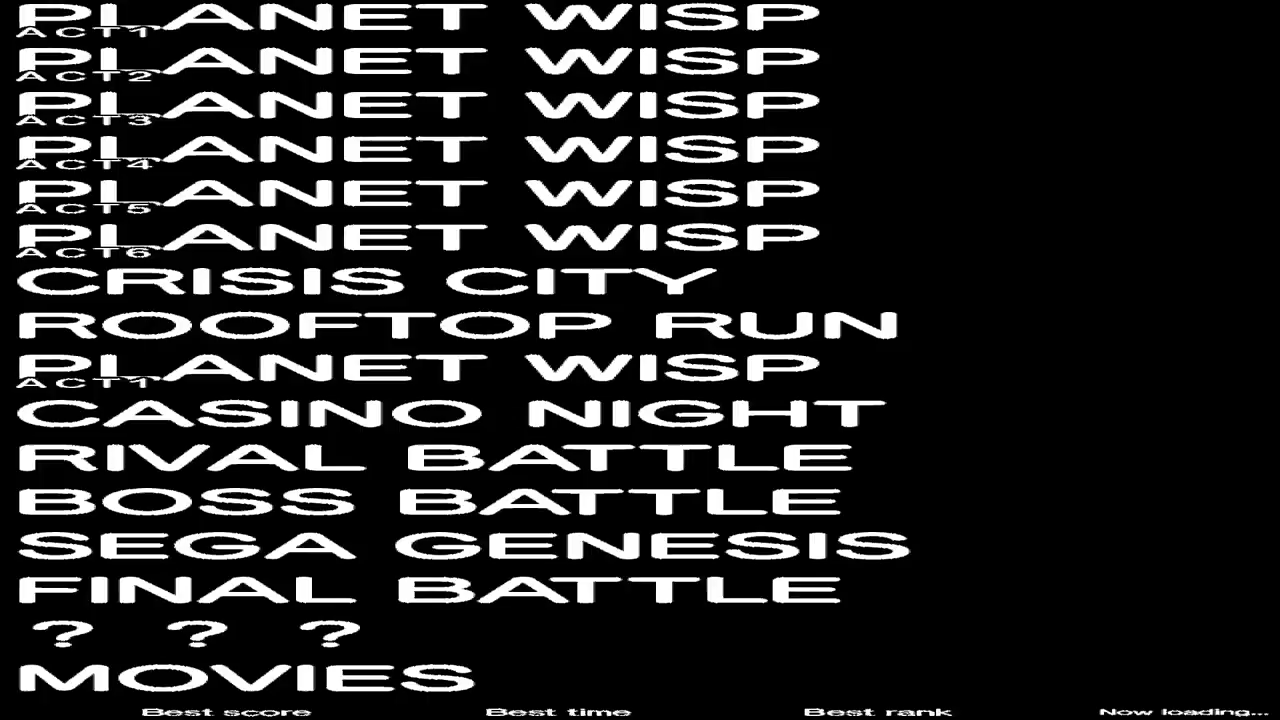 PLANET WISP
ACT1
PLANET WISP
ACT2
PLANET WISP
ACT3
PLANET WISP
ACT4
PLANET WISP
ACT5
PLANET WISP
ACT6
CRISIS CITY
ROOFTOP RUN
PLANET WISP
ACT1
CASINO NIGHT
RIVAL BATTLE
BOSS BATTLE
SEGA GENESIS
FINAL BATTLE
? ? ?
MOVIES
Best score Best time Best rank Now loading...